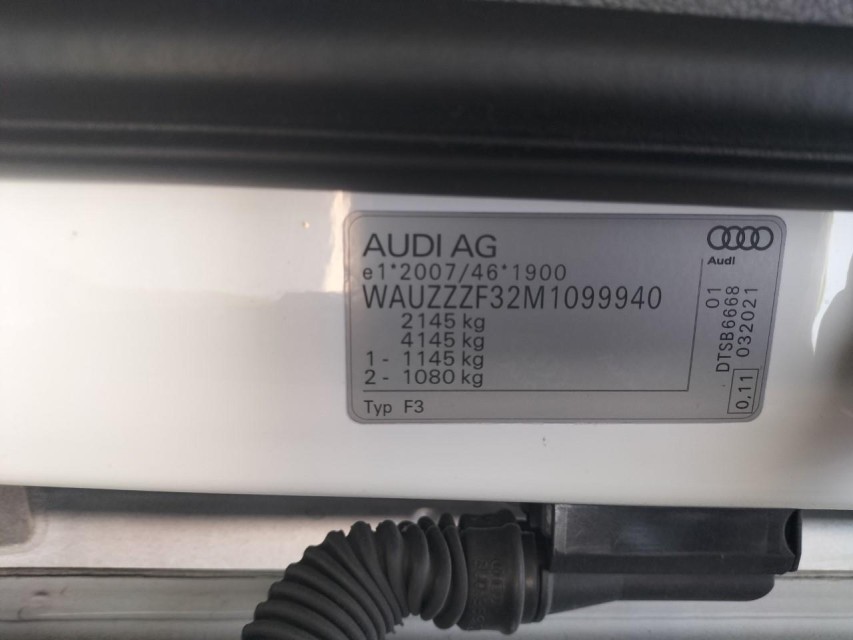 AUDI AG
e1*2007/46*1900
WAUZZZF32M1099940
2145 kg
4145 kg
1 - 1145 kg
2 - 1080 kg
Typ F3
Audi
01
DTSB6668
032021
0,11